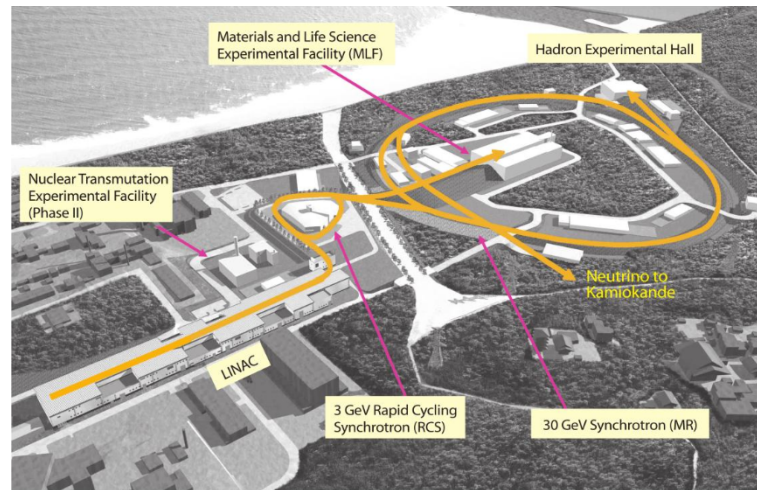 Materials and Life Science
Experimental Facility (MLF)
Hadron Experimental Hall
Nuclear Transmutation
Experimental Facility
(Phase II)
Neutrino to
Kamiokande
LINAC
3 GeV Rapid Cycling
Synchrotron (RCS)
30 GeV Synchrotron (MR)